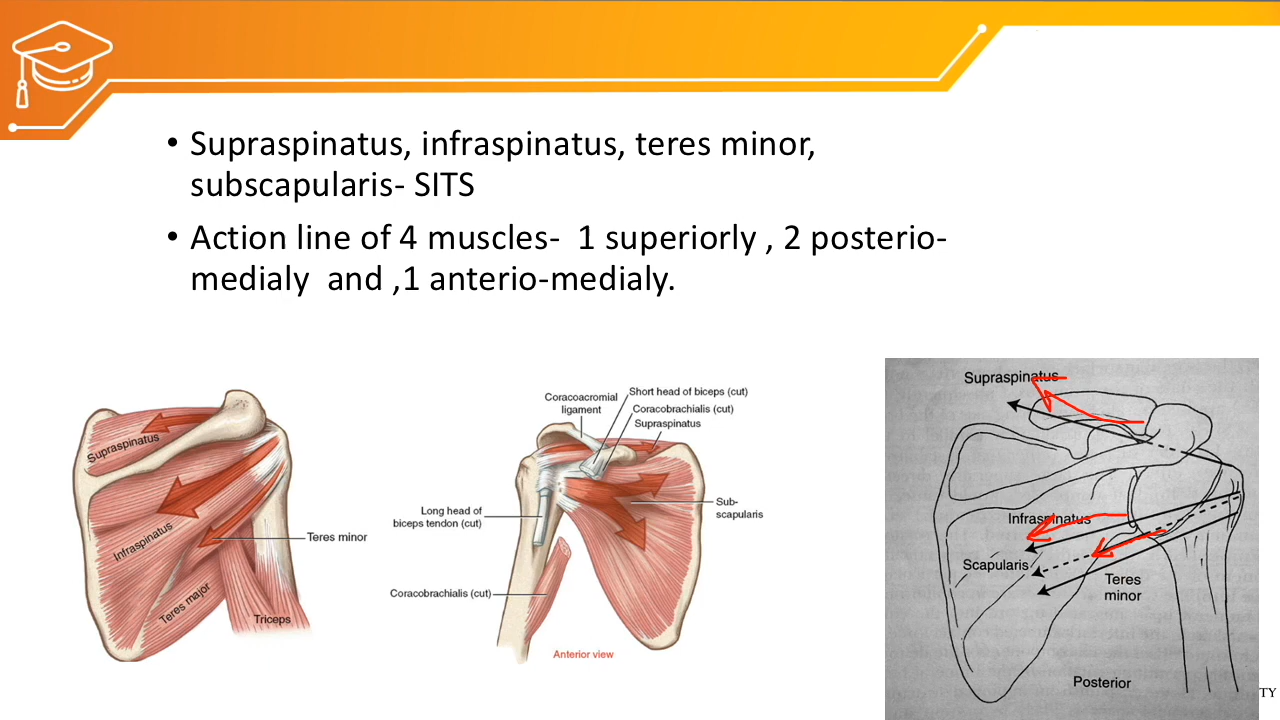 • Supraspinatus, infraspinatus, teres minor,
subscapularis- SITS
• Action line of 4 muscles-  1 superiorly , 2 posterio-
medialy  and ,1 anterio-medialy.
Supraspinatus
Infraspinatus
Teres minor
Teres major
Triceps
Coracoacromial
ligament
Short head of biceps (cut)
Coracobrachialis (cut)
Supraspinatus
Sub-
scapularis
Long head of
biceps tendon (cut)
Coracobrachialis (cut)
Anterior view
Supraspinatus
Infraspinatus
Scapularis
Teres
minor
Posterior
TY